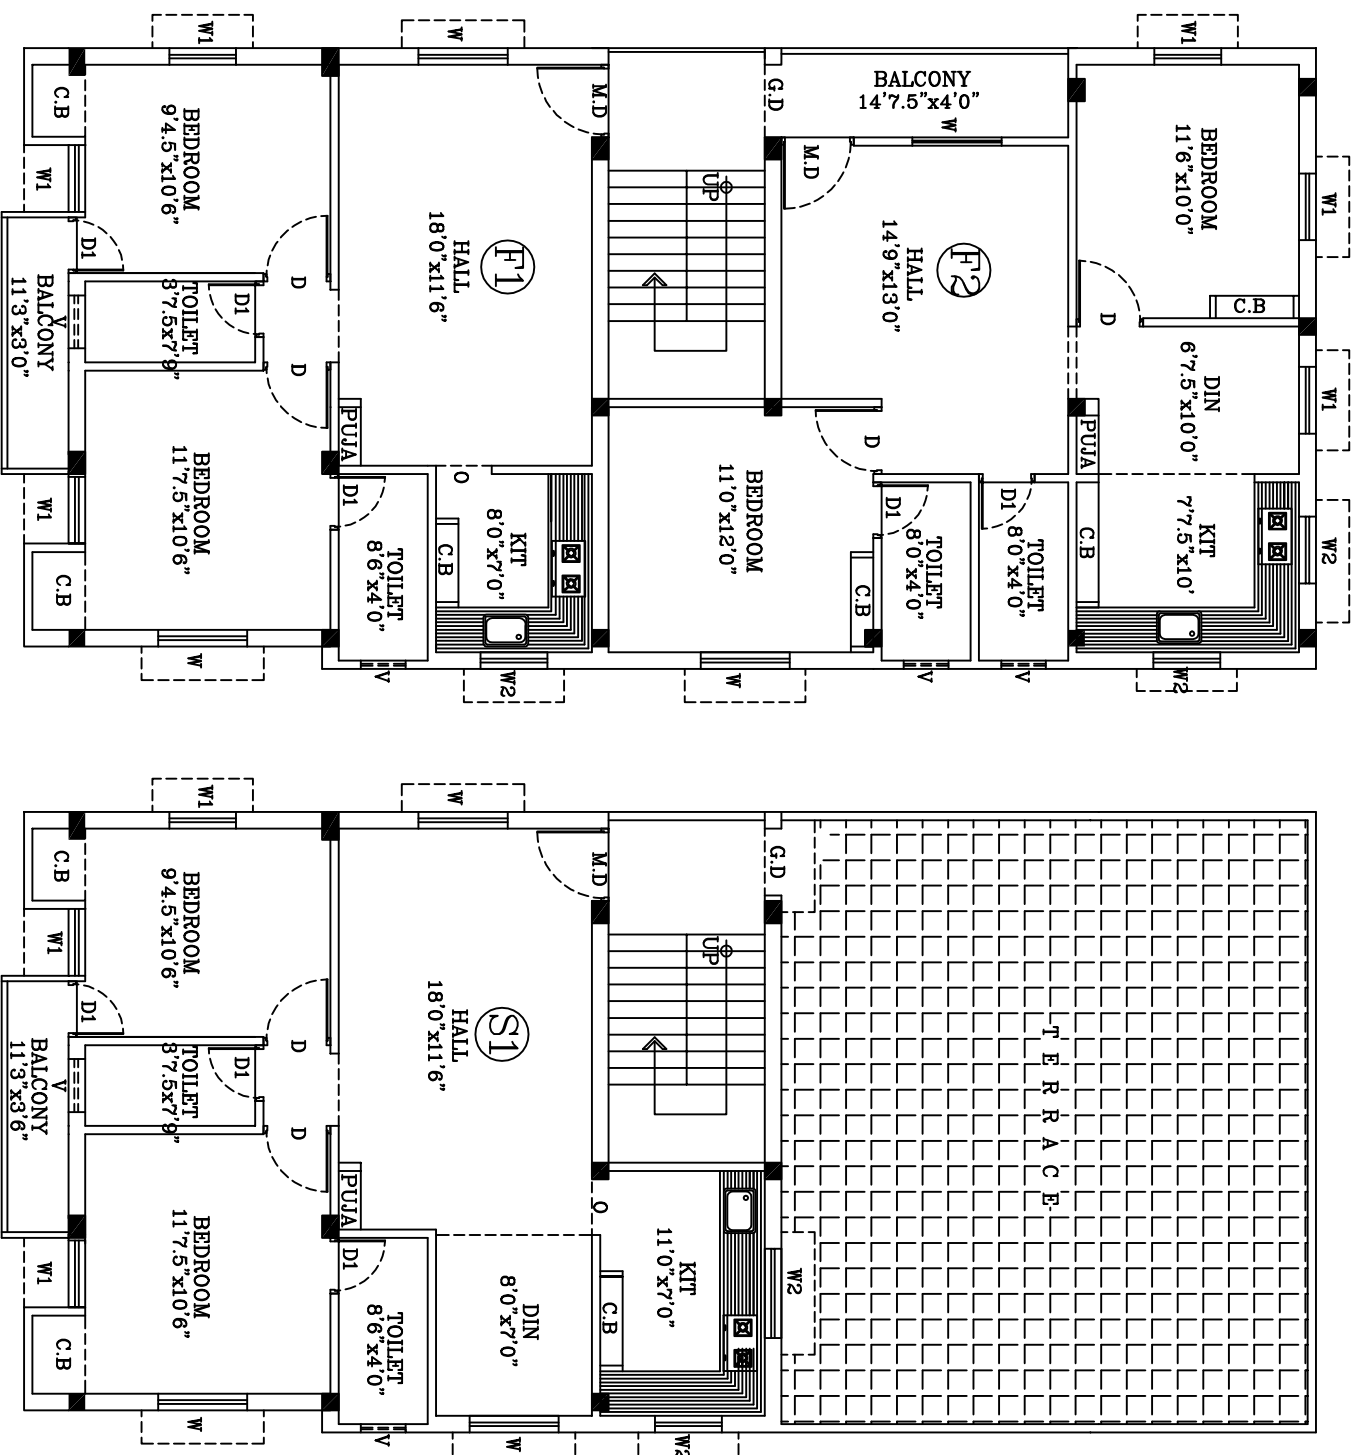 W1
W
W1
C.B
BEDROOM
9'4.5"x10'6"
M.D
G.D
BALCONY
14'7.5"x4'0"
W
M.D
BEDROOM
11'6"x10'0"
W1
W1
D1
UP
F1
HALL
18'0"x11'6"
F2
HALL
14'9"x13'0"
D
D
C.B
BALCONY
11'3"x3'0"
V
TOILET
3'7.5x7'9"
D1
D
W1
DIN
6'7.5"x10'0"
PUJA
PUJA
BEDROOM
11'7.5"x10'6"
W1
D1
O
KIT
8'0"x7'0"
C.B
BEDROOM
11'0"x12'0"
D
D1
D1
C.B
KIT
7'7.5"x10'
W2
C.B
TOILET
8'6"x4'0"
C.B
TOILET
8'0"x4'0"
TOILET
8'0"x4'0"
W
V
W2
W
V
V
W2
W1
W
C.B
BEDROOM
9'4.5"x10'6"
M.D
G.D
W1
D1
UP
S1
HALL
18'0"x11'6"
D
TERRACE
BALCONY
11'3"x3'6"
V
TOILET
3'7.5x7'9"
D1
D
PUJA
O
BEDROOM
11'7.5"x10'6"
W1
D1
KIT
11'0"x7'0"
W2
DIN
8'0"x7'0"
C.B
C.B
TOILET
8'6"x4'0"
W
V
W
W2